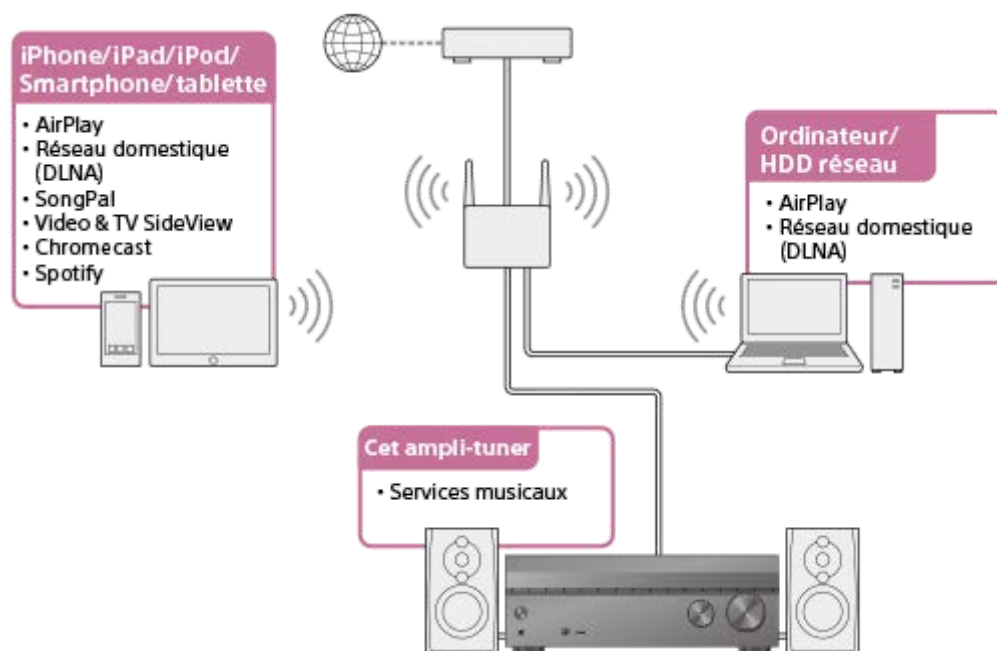 iPhone/iPad/iPod/
Smartphone/tablette
• AirPlay
• Réseau domestique
(DLNA)
• SongPal
• Video & TV SideView
• Chromecast
• Spotify
Ordinateur/
HDD réseau
• AirPlay
• Réseau domestique
(DLNA)
Cet ampli-tuner
• Services musicaux